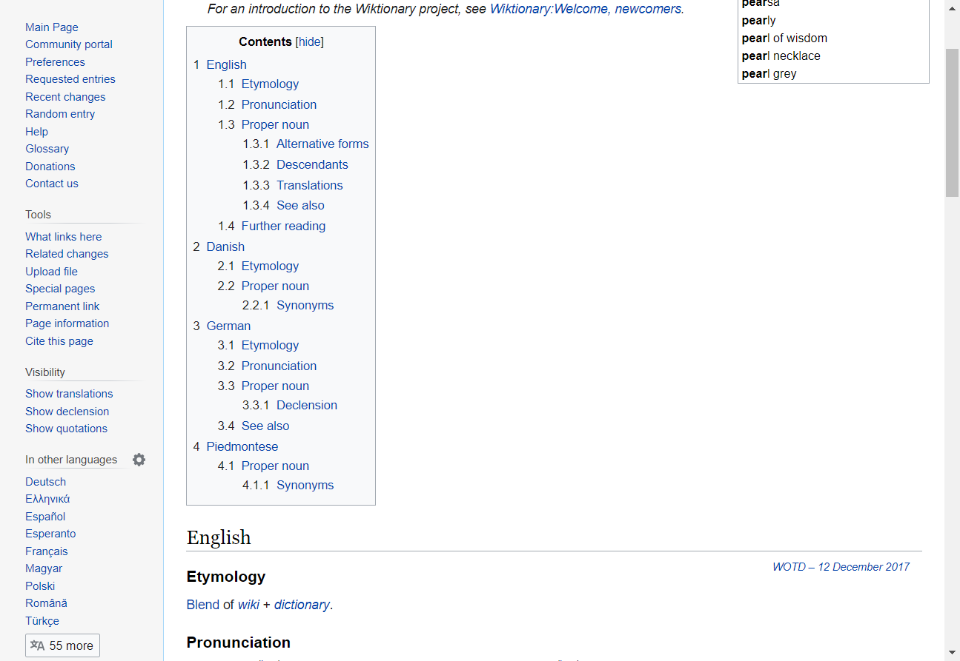 For an introduction to the Wiktionary project, see Wiktionary:Welcome, newcomers.
Main Page
Community portal
Preferences
Requested entries
Recent changes
Random entry
Help
Glossary
Donations
Contact us
Tools
What links here
Related changes
Upload file
Special pages
Permanent link
Page information
Cite this page
Visibility
Show translations
Show declension
Show quotations
In other languages
Deutsch
Ελληνικά
Español
Esperanto
Français
Magyar
Polski
Română
Türkçe
55 more
Contents [hide]
1 English
1.1 Etymology
1.2 Pronunciation
1.3 Proper noun
1.3.1 Alternative forms
1.3.2 Descendants
1.3.3 Translations
1.3.4 See also
1.4 Further reading
2 Danish
2.1 Etymology
2.2 Proper noun
2.2.1 Synonyms
3 German
3.1 Etymology
3.2 Pronunciation
3.3 Proper noun
3.3.1 Declension
3.4 See also
4 Piedmontese
4.1 Proper noun
4.1.1 Synonyms
pearsa
pearly
pearl of wisdom
pearl necklace
pearl grey
English
WOTD – 12 December 2017
Etymology
Blend of wiki + dictionary.
Pronunciation